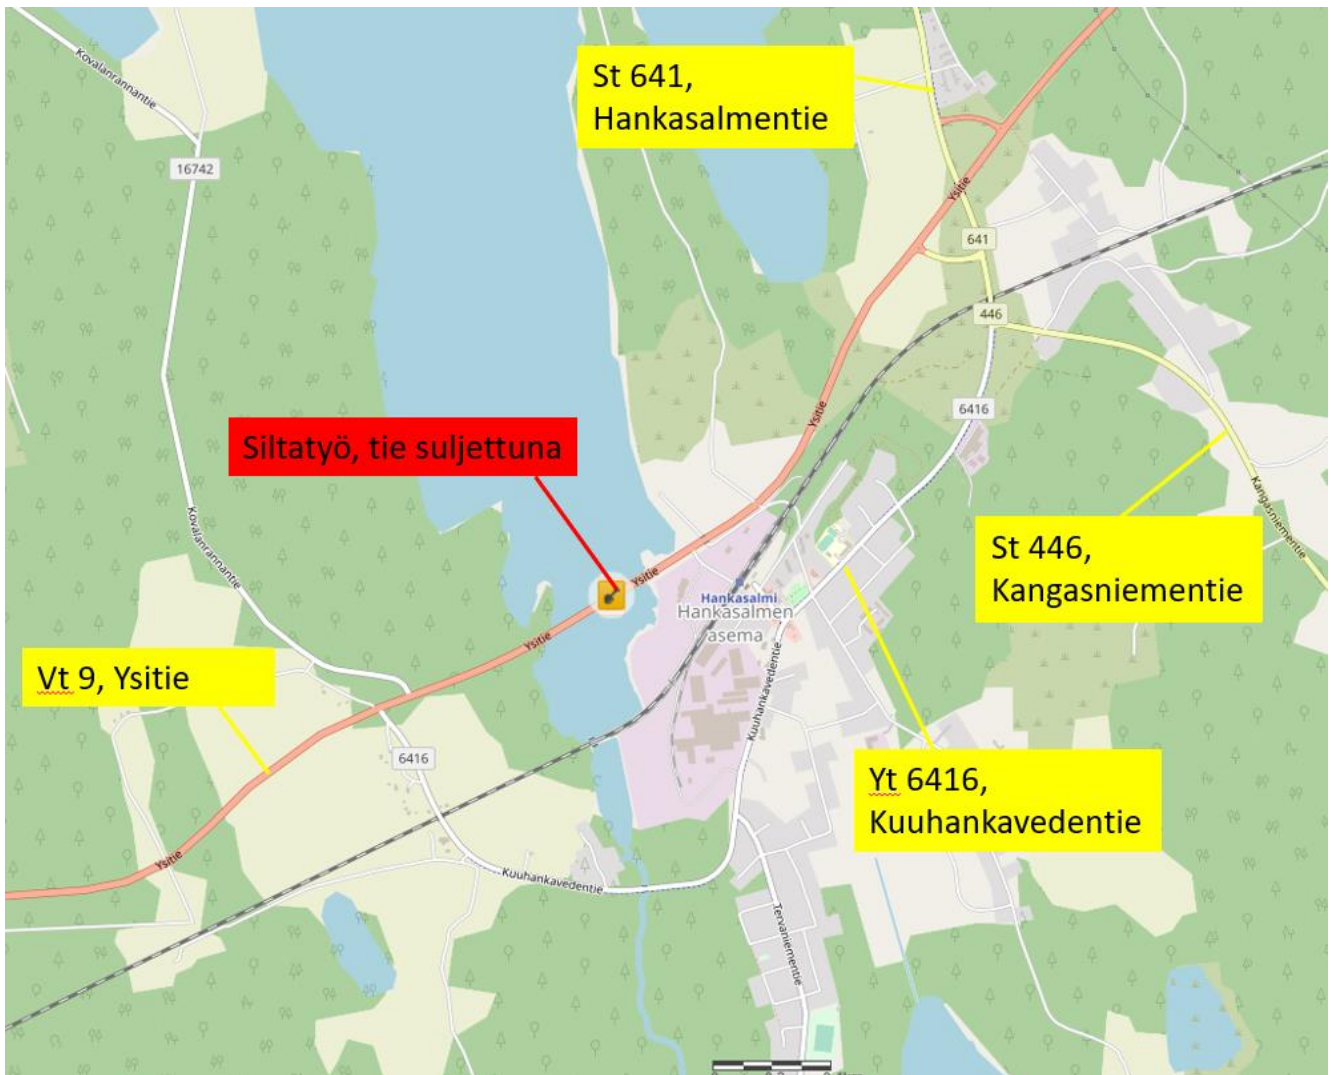 Kovalanrannantie
16742
St 641,
Hankasalmentie
Ysitie
641
446
6416
Ysitie
Siltatyö, tie suljettuna
Kovalanrannantie
Kangasniementie
St 446,
Kangasniementie
Ysitie
Hankasalmi
Hankasalmen
asema
Ysitie
Vt 9, Ysitie
Kuuhankavedentie
6416
Yt 6416,
Kuuhankavedentie
Ysitie
Kuuhankavedentie
Tervaniementie